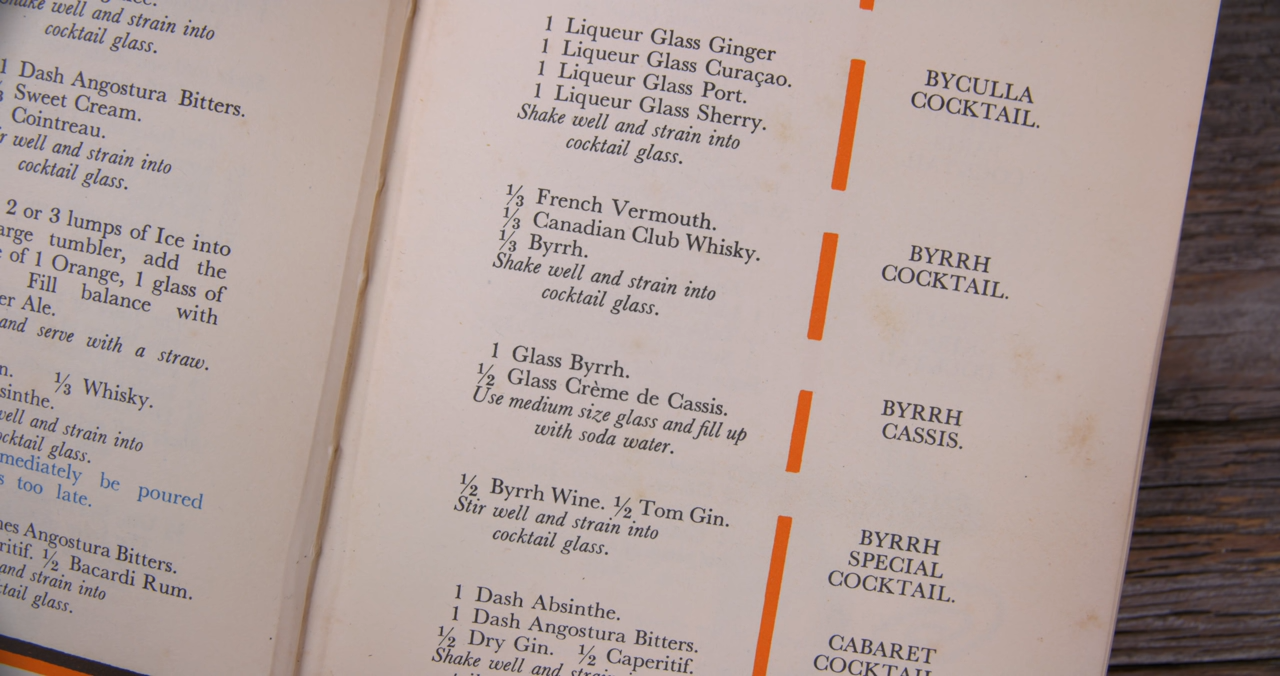 Shake well and strain into
cocktail glass.
1 Dash Angostura Bitters.
Sweet Cream.
Cointreau.
well and strain into
cocktail glass.
2 or 3 lumps of Ice into
tumbler, add the
of 1 Orange, 1 glass of
Fill balance with
Ale.
and serve with a straw.
⅓ Whisky.
well and strain into
glass.
be poured
too late.
Angostura Bitters.
½ Bacardi Rum.
and strain into
glass.
1 Liqueur Glass Ginger
1 Liqueur Glass Curaçao.
1 Liqueur Glass Port.
1 Liqueur Glass Sherry.
Shake well and strain into
cocktail glass.
BYCULLA
COCKTAIL.
⅓ French Vermouth.
⅓ Canadian Club Whisky.
⅓ Byrrh.
Shake well and strain into
cocktail glass.
BYRRH
COCKTAIL.
1 Glass Byrrh.
½ Glass Crème de Cassis.
Use medium size glass and fill up
with soda water.
BYRRH
CASSIS.
½ Byrrh Wine. ½ Tom Gin.
Stir well and strain into
cocktail glass.
BYRRH
SPECIAL
COCKTAIL.
1 Dash Absinthe.
1 Dash Angostura Bitters.
½ Dry Gin. ½ Caperitif.
Shake well and
CABARET
COCKTAIL